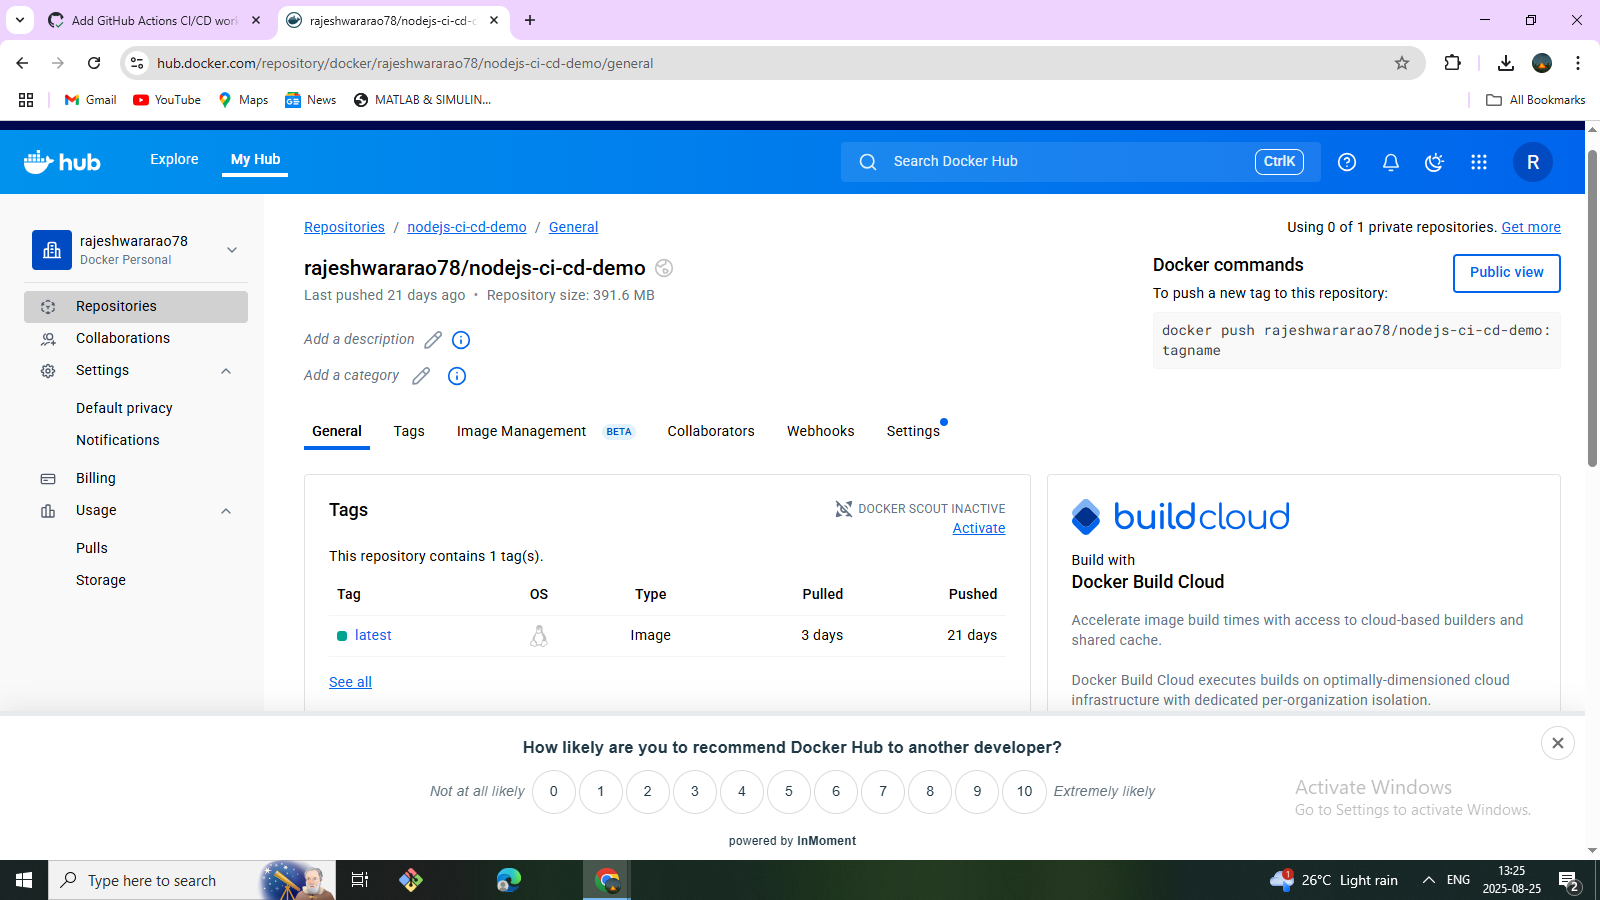 Add GitHub Actions CI/CD work
rajeshwararao78/nodejs-ci-cd-d
hub.docker.com/repository/docker/rajeshwararao78/nodejs-ci-cd-demo/general
Gmail
YouTube
Maps
News
MATLAB & SIMULIN...
All Bookmarks
hub
Explore
My Hub
Search Docker Hub
CtrlK
R
rajeshwararao78
Docker Personal
Repositories
Collaborations
Settings
Default privacy
Notifications
Billing
Usage
Pulls
Storage
Repositories / nodejs-ci-cd-demo / General
Using 0 of 1 private repositories. Get more
rajeshwararao78/nodejs-ci-cd-demo
Last pushed 21 days ago • Repository size: 391.6 MB
Add a description
Add a category
Docker commands
Public view
To push a new tag to this repository:
docker push rajeshwararao78/nodejs-ci-cd-demo:
tagname
General
Tags
Image Management BETA
Collaborators
Webhooks
Settings
Tags
DOCKER SCOUT INACTIVE
Activate
This repository contains 1 tag(s).
Tag OS Type Pulled Pushed
latest Image 3 days 21 days
See all
buildcloud
Build with
Docker Build Cloud
Accelerate image build times with access to cloud-based builders and
shared cache.
Docker Build Cloud executes builds on optimally-dimensioned cloud
infrastructure with dedicated per-organization isolation.
How likely are you to recommend Docker Hub to another developer?
Not at all likely 0 1 2 3 4 5 6 7 8 9 10 Extremely likely
powered by InMoment
Activate Windows
Go to Settings to activate Windows.
Type here to search
1
26°C Light rain
ENG
13:25
2025-08-25
2